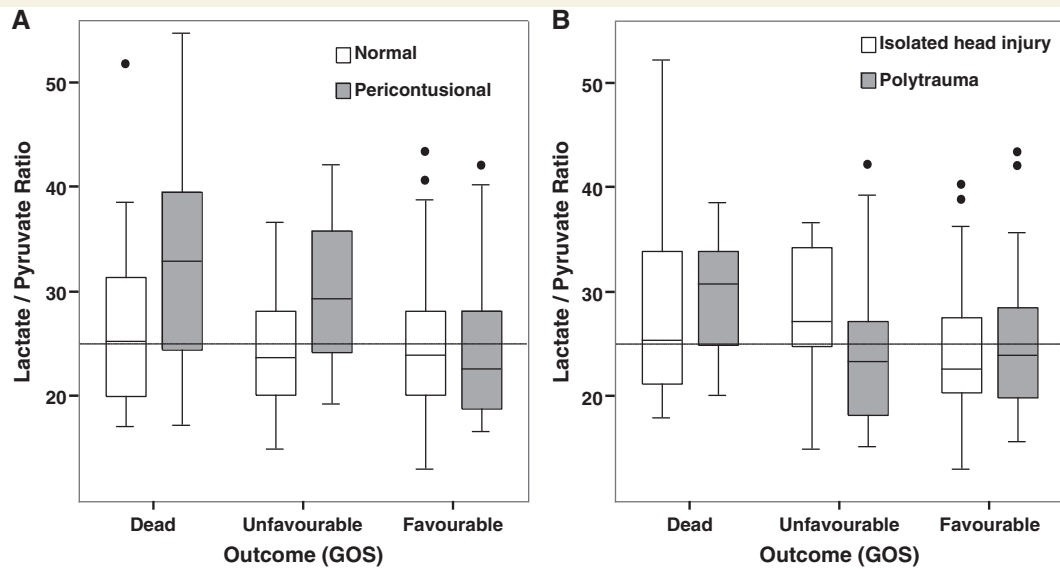 A
Normal
Pericontusional
50
40
30
20
Lactate / Pyruvate Ratio
Dead
Unfavourable
Favourable
Outcome (GOS)
B
Isolated head injury
Polytrauma
50
40
30
20
Lactate / Pyruvate Ratio
Dead
Unfavourable
Favourable
Outcome (GOS)